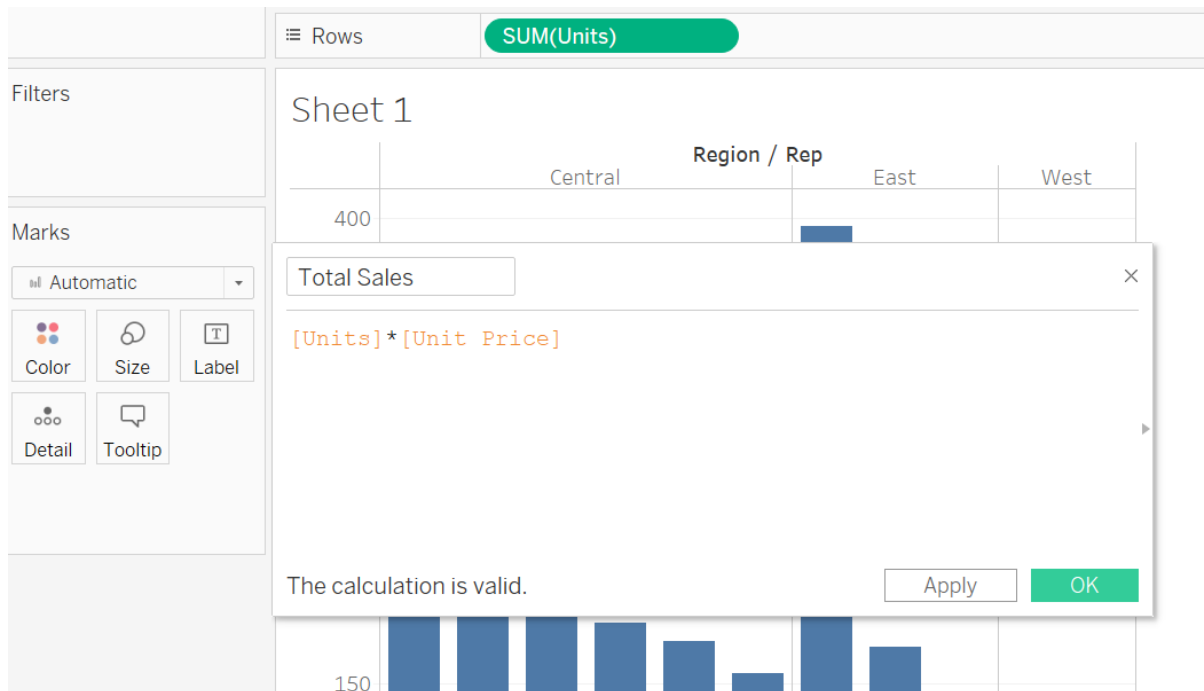 Rows
SUM(Units)
Filters
Sheet 1
Region / Rep
Central East West
400
Marks
Automatic
Color Size Label
Detail Tooltip
Total Sales
[Units]*[Unit Price]
The calculation is valid.
Apply OK
150